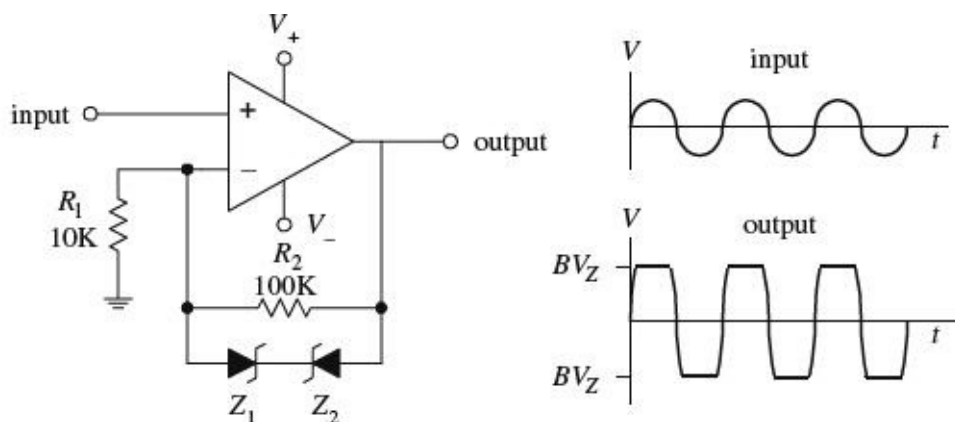 V+
input
+
−
output
R1
10K
V−
R2
100K
Z1
Z2
V
input
t
V
output
BVZ
t
BVZ